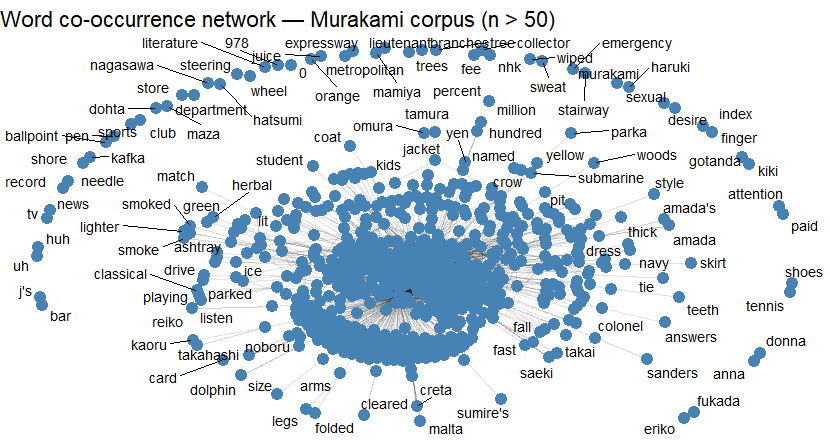 Word co-occurrence network — Murakami corpus (n > 50)
literature
978
juice
expressway
lieutenant
branches
tree
collector
wiped
emergency
nagasawa
steering
0
metropolitan
trees
fee
nhk
murakami
haruki
store
wheel
orange
mamiya
percent
sweat
stairway
sexual
dohta
department
hatsumi
tamura
million
desire
index
ballpoint
pen
sports
club
maza
coat
omura
yen
hundred
parka
finger
shore
kafka
student
jacket
named
yellow
woods
gotanda
kiki
record
needle
match
herbal
kids
crow
submarine
style
attention
tv
news
smoked
green
lit
pit
amada's
paid
huh
lighter
thick
amada
uh
smoke
ashtray
dress
classical
drive
ice
navy
skirt
shoes
j's
playing
parked
tie
teeth
tennis
bar
reiko
listen
fall
colonel
answers
donna
kaoru
takahashi
noboru
fast
takai
card
saeki
sanders
anna
dolphin
size
arms
creta
cleared
sumire's
fukada
legs
folded
malta
eriko